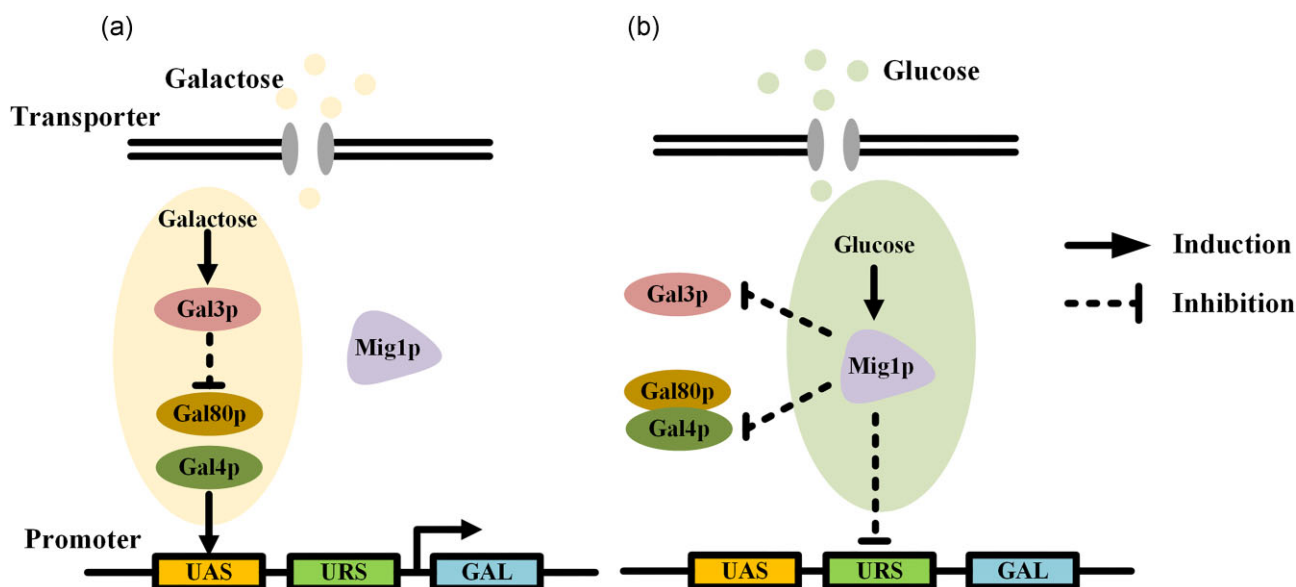 (a)
Galactose
Transporter
Galactose
Gal3p
Mig1p
Gal80p
Gal4p
Promoter
UAS URS GAL
(b)
Glucose
Glucose
Gal3p
Mig1p
Gal80p
Gal4p
UAS URS GAL
Induction
Inhibition